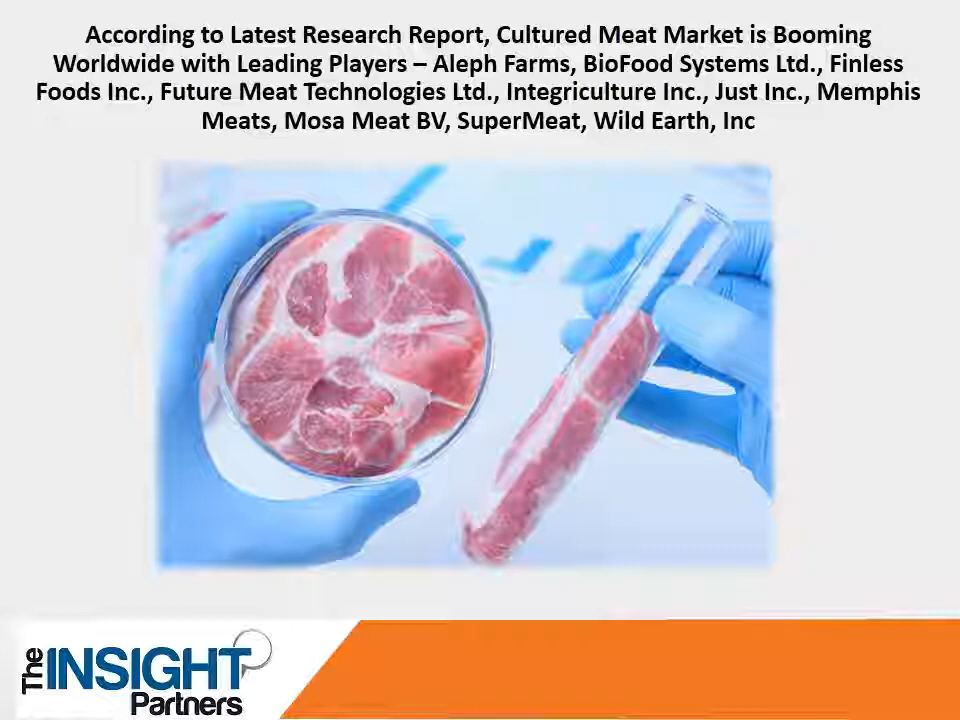 According to Latest Research Report, Cultured Meat Market is Booming
Worldwide with Leading Players – Aleph Farms, BioFood Systems Ltd., Finless
Foods Inc., Future Meat Technologies Ltd., Integriculture Inc., Just Inc., Memphis
Meats, Mosa Meat BV, SuperMeat, Wild Earth, Inc
The
INSIGHT
Partners